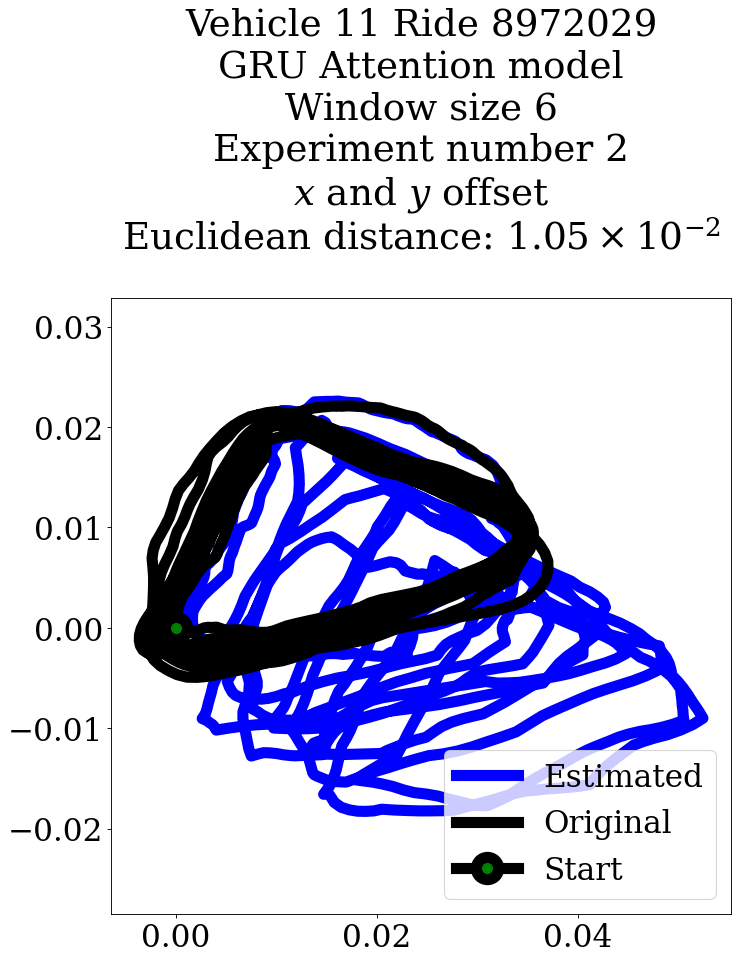 Vehicle 11 Ride 8972029
GRU Attention model
Window size 6
Experiment number 2
x and y offset
Euclidean distance: 1.05 × 10⁻²
0.03
0.02
0.01
0.00
−0.01
−0.02
0.00 0.02 0.04
Estimated
Original
Start